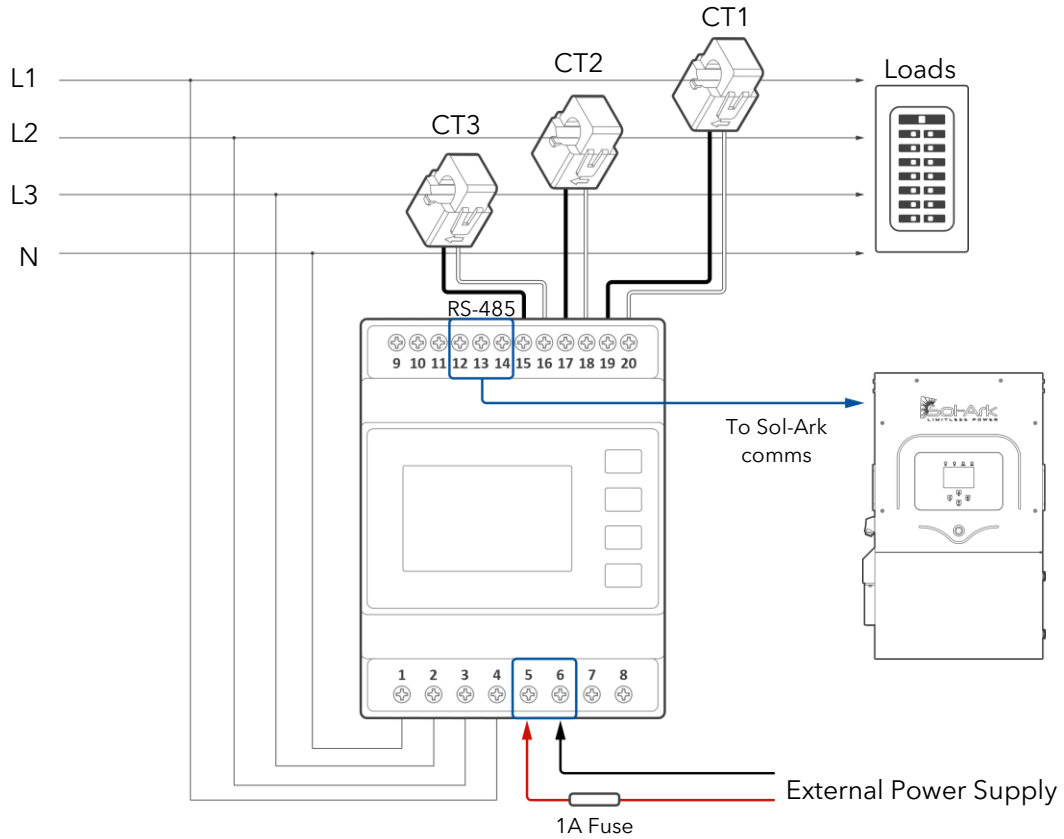 CT1
CT2
CT3
L1
L2
L3
N
Loads
RS-485
9 10 11 12 13 14 15 16 17 18 19 20
To Sol-Ark
comms
Sol-Ark
LIMITLESS POWER
1 2 3 4 5 6 7 8
External Power Supply
1A Fuse